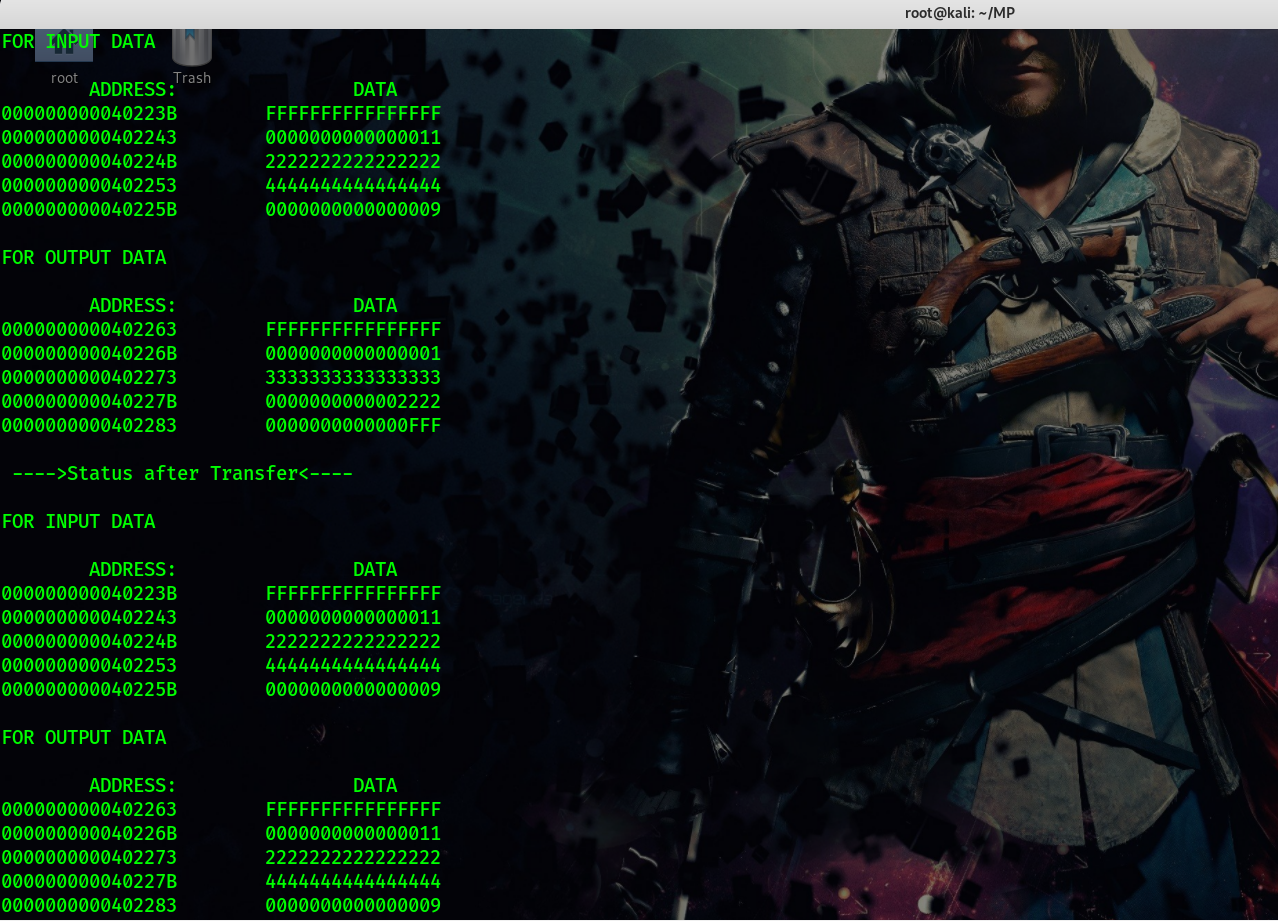 root@kali: ~/MP
FOR INPUT DATA
root Trash
ADDRESS: DATA
000000000040223B FFFFFFFFFFFFFFFF
0000000000402243 0000000000000011
000000000040224B 2222222222222222
0000000000402253 4444444444444444
000000000040225B 0000000000000009
FOR OUTPUT DATA
ADDRESS: DATA
0000000000402263 FFFFFFFFFFFFFFFF
000000000040226B 0000000000000001
0000000000402273 3333333333333333
000000000040227B 0000000000002222
0000000000402283 0000000000000FFF
---->Status after Transfer<----
FOR INPUT DATA
ADDRESS: DATA
000000000040223B FFFFFFFFFFFFFFFF
0000000000402243 0000000000000011
000000000040224B 2222222222222222
0000000000402253 4444444444444444
000000000040225B 0000000000000009
FOR OUTPUT DATA
ADDRESS: DATA
0000000000402263 FFFFFFFFFFFFFFFF
000000000040226B 0000000000000011
0000000000402273 2222222222222222
000000000040227B 4444444444444444
0000000000402283 0000000000000009